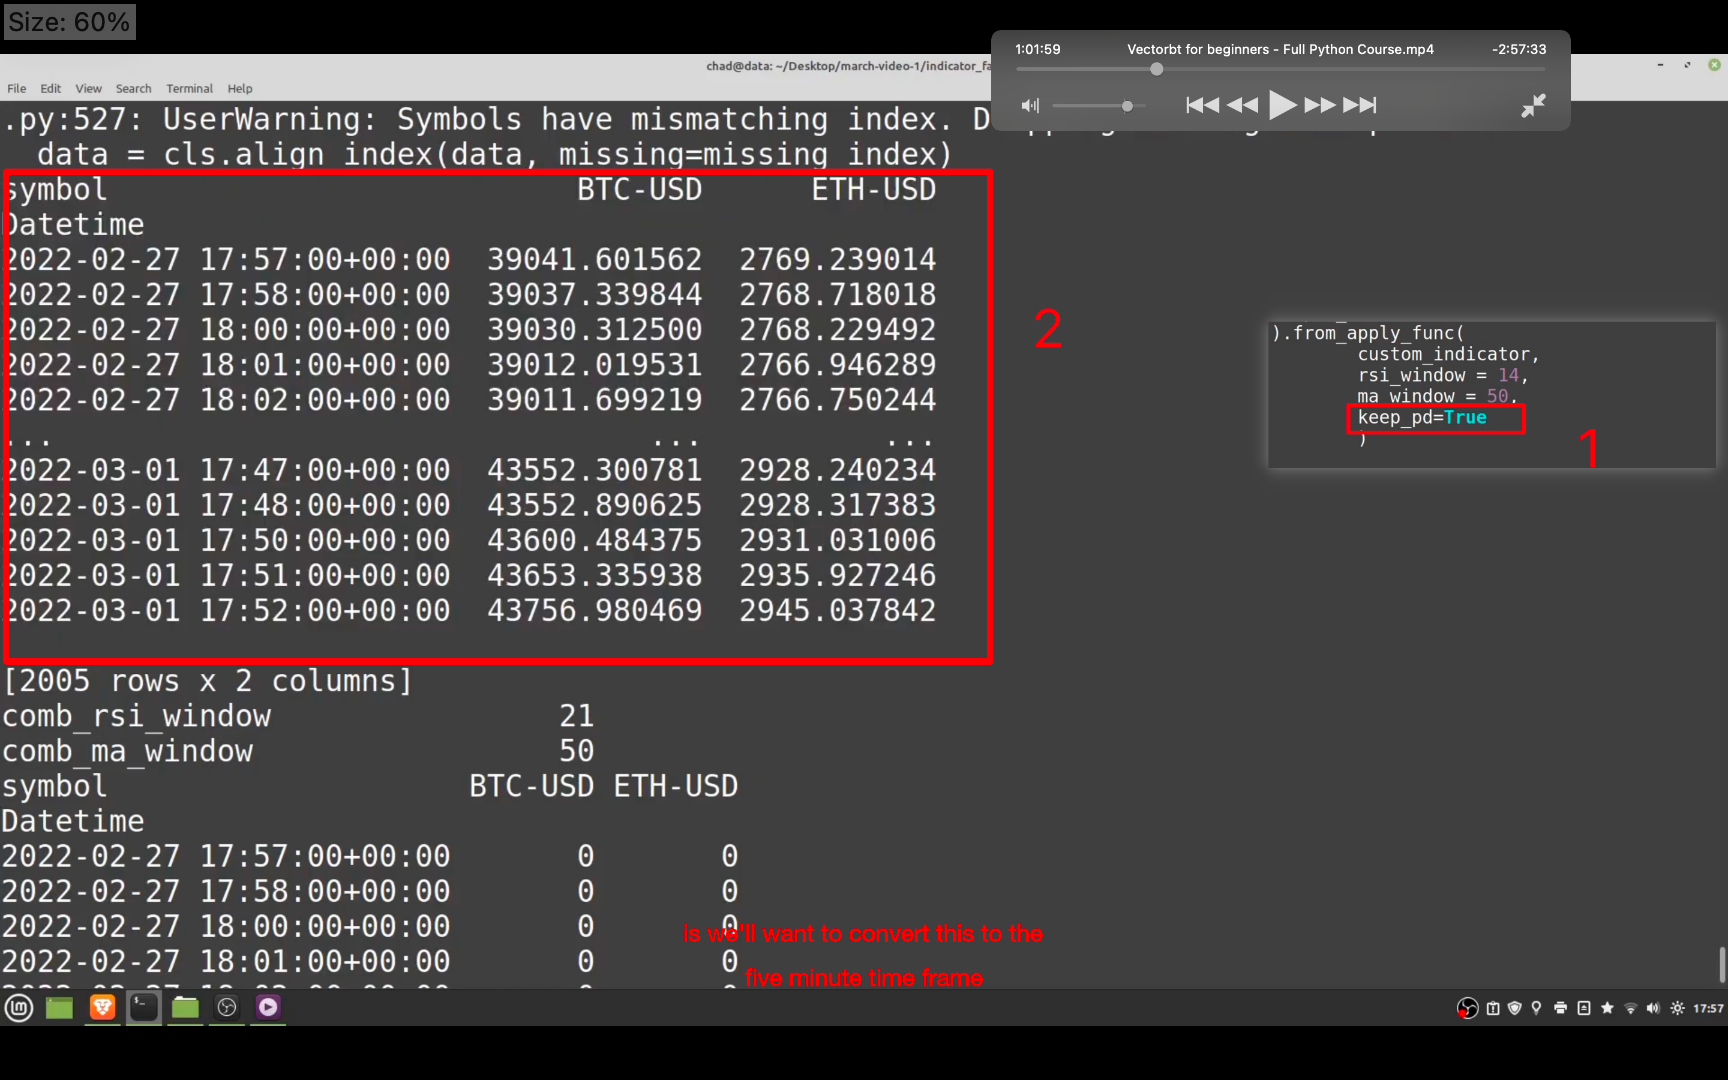 Size: 60%
1:01:59 Vectorbt for beginners - Full Python Course.mp4 -2:57:33
chad@data: ~/Desktop/march-video-1/indicator_fa
File Edit View Search Terminal Help
.py:527: UserWarning: Symbols have mismatching index. D
data = cls.align_index(data, missing=missing_index)
symbol BTC-USD ETH-USD
Datetime
2022-02-27 17:57:00+00:00 39041.601562 2769.239014
2022-02-27 17:58:00+00:00 39037.339844 2768.718018
2022-02-27 18:00:00+00:00 39030.312500 2768.229492
2022-02-27 18:01:00+00:00 39012.019531 2766.946289
2022-02-27 18:02:00+00:00 39011.699219 2766.750244
... ... ...
2022-03-01 17:47:00+00:00 43552.300781 2928.240234
2022-03-01 17:48:00+00:00 43552.890625 2928.317383
2022-03-01 17:50:00+00:00 43600.484375 2931.031006
2022-03-01 17:51:00+00:00 43653.335938 2935.927246
2022-03-01 17:52:00+00:00 43756.980469 2945.037842
2
).from_apply_func(
custom_indicator,
rsi_window = 14,
ma_window = 50,
keep_pd=True
)
1
[2005 rows x 2 columns]
comb_rsi_window 21
comb_ma_window 50
symbol BTC-USD ETH-USD
Datetime
2022-02-27 17:57:00+00:00 0 0
2022-02-27 17:58:00+00:00 0 0
2022-02-27 18:00:00+00:00 0 0
2022-02-27 18:01:00+00:00 0 0
is we'll want to convert this to the
five minute time frame
17:57